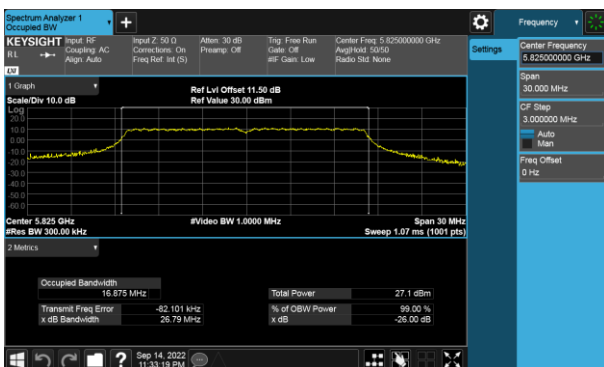 Spectrum Analyzer 1
Occupied BW
Frequency
KEYSIGHT
RL
Input: RF
Coupling: AC
Align: Auto
Input Z: 50 Ω
Corrections: On
Freq Ref: Int (S)
Atten: 30 dB
Preamp: Off
Trig: Free Run
Gate: Off
#IF Gain: Low
Center Freq: 5.825000000 GHz
Avg|Hold: 50/50
Radio Std: None
LXI
Settings
Center Frequency
5.825000000 GHz
Span
30.000 MHz
CF Step
3.000000 MHz
Auto
Man
Freq Offset
0 Hz
1 Graph
Scale/Div 10.0 dB
Ref Lvl Offset 11.50 dB
Ref Value 30.00 dBm
Log
20.0
10.0
0.00
-10.0
-20.0
-30.0
-40.0
-50.0
-60.0
Center 5.825 GHz
#Res BW 300.00 kHz
#Video BW 1.0000 MHz
Span 30 MHz
Sweep 1.07 ms (1001 pts)
2 Metrics
Occupied Bandwidth
16.875 MHz
Total Power 27.1 dBm
Transmit Freq Error -82.101 kHz
% of OBW Power 99.00 %
x dB Bandwidth 26.79 MHz
x dB -26.00 dB
?
Sep 14, 2022
11:33:19 PM